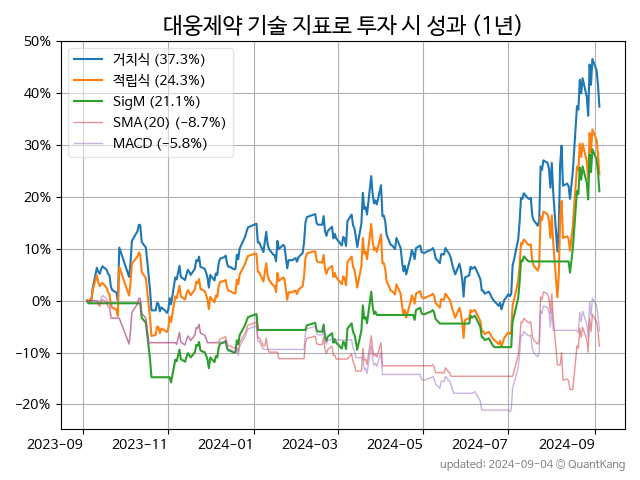 대웅제약 기술 지표로 투자 시 성과 (1년)
50%
40%
30%
20%
10%
0%
−10%
−20%
거치식 (37.3%)
적립식 (24.3%)
SigM (21.1%)
SMA(20) (−8.7%)
MACD (−5.8%)
2023-09 2023-11 2024-01 2024-03 2024-05 2024-07 2024-09
updated: 2024-09-04 © QuantKang